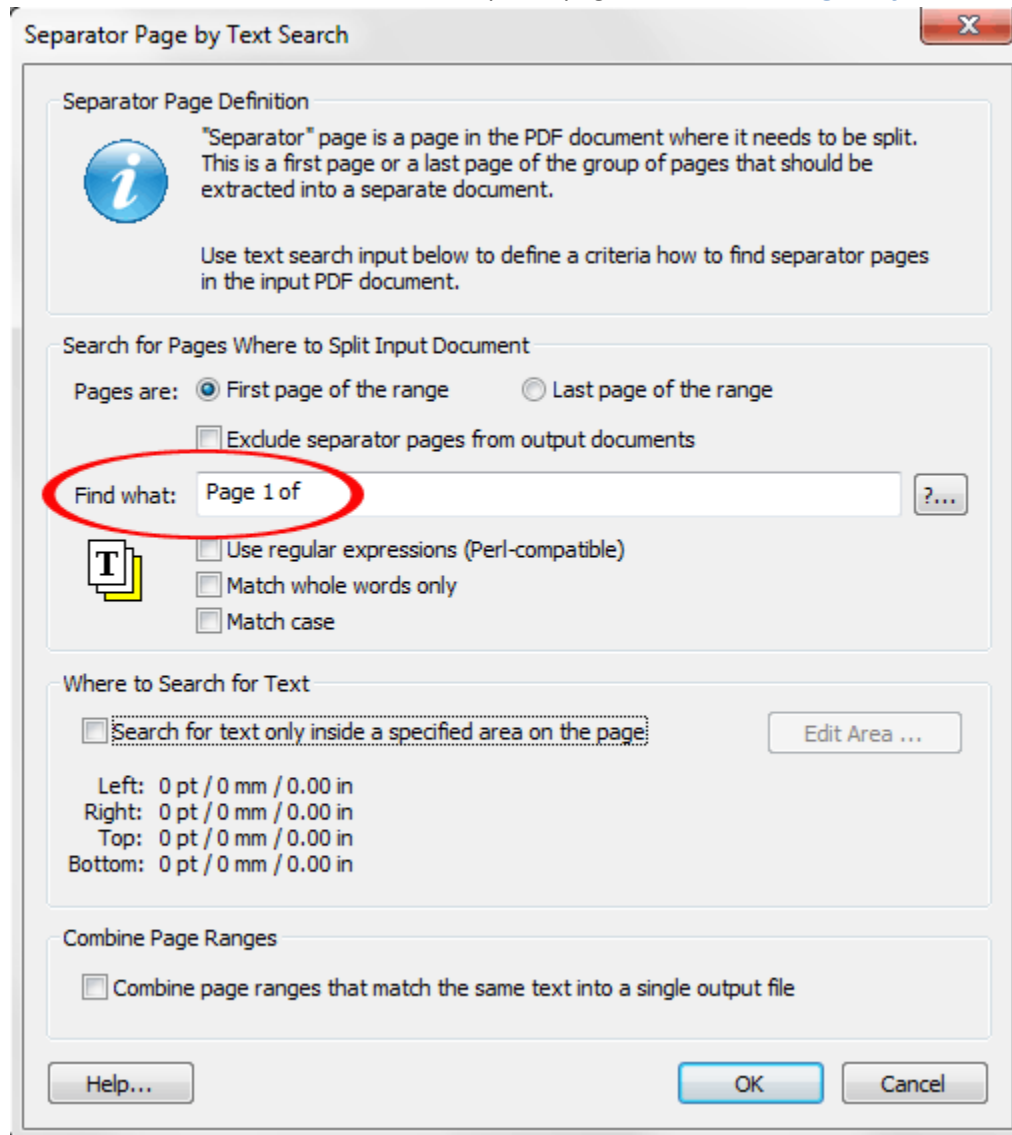 Separator Page by Text Search
X
Separator Page Definition
"Separator" page is a page in the PDF document where it needs to be split.
This is a first page or a last page of the group of pages that should be
extracted into a separate document.
Use text search input below to define a criteria how to find separator pages
in the input PDF document.
Search for Pages Where to Split Input Document
Pages are: First page of the range Last page of the range
Exclude separator pages from output documents
Find what: Page 1 of ?...
Use regular expressions (Perl-compatible)
T
Match whole words only
Match case
Where to Search for Text
Search for text only inside a specified area on the page Edit Area ...
Left: 0 pt / 0 mm / 0.00 in
Right: 0 pt / 0 mm / 0.00 in
Top: 0 pt / 0 mm / 0.00 in
Bottom: 0 pt / 0 mm / 0.00 in
Combine Page Ranges
Combine page ranges that match the same text into a single output file
Help... OK Cancel